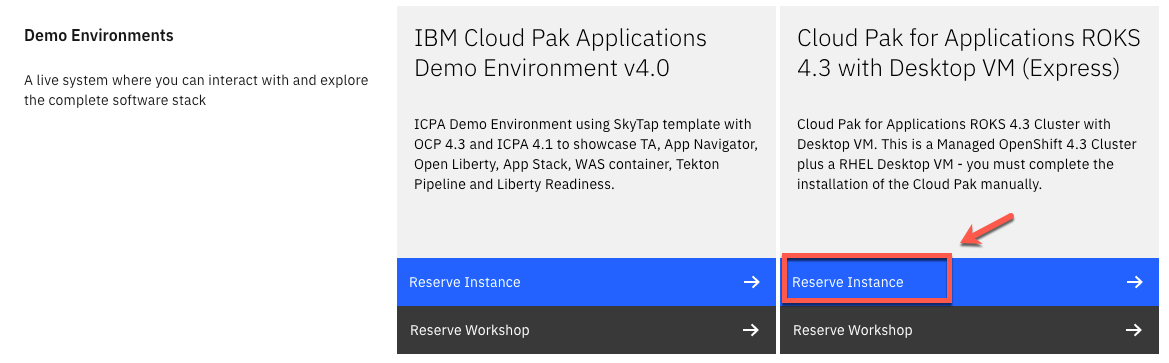 Demo Environments
A live system where you can interact with and explore
the complete software stack
IBM Cloud Pak Applications
Demo Environment v4.0
ICPA Demo Environment using SkyTap template with
OCP 4.3 and ICPA 4.1 to showcase TA, App Navigator,
Open Liberty, App Stack, WAS container, Tekton
Pipeline and Liberty Readiness.
Reserve Instance
Reserve Workshop
Cloud Pak for Applications ROKS
4.3 with Desktop VM (Express)
Cloud Pak for Applications ROKS 4.3 Cluster with
Desktop VM. This is a Managed OpenShift 4.3 Cluster
plus a RHEL Desktop VM - you must complete the
installation of the Cloud Pak manually.
Reserve Instance
Reserve Workshop